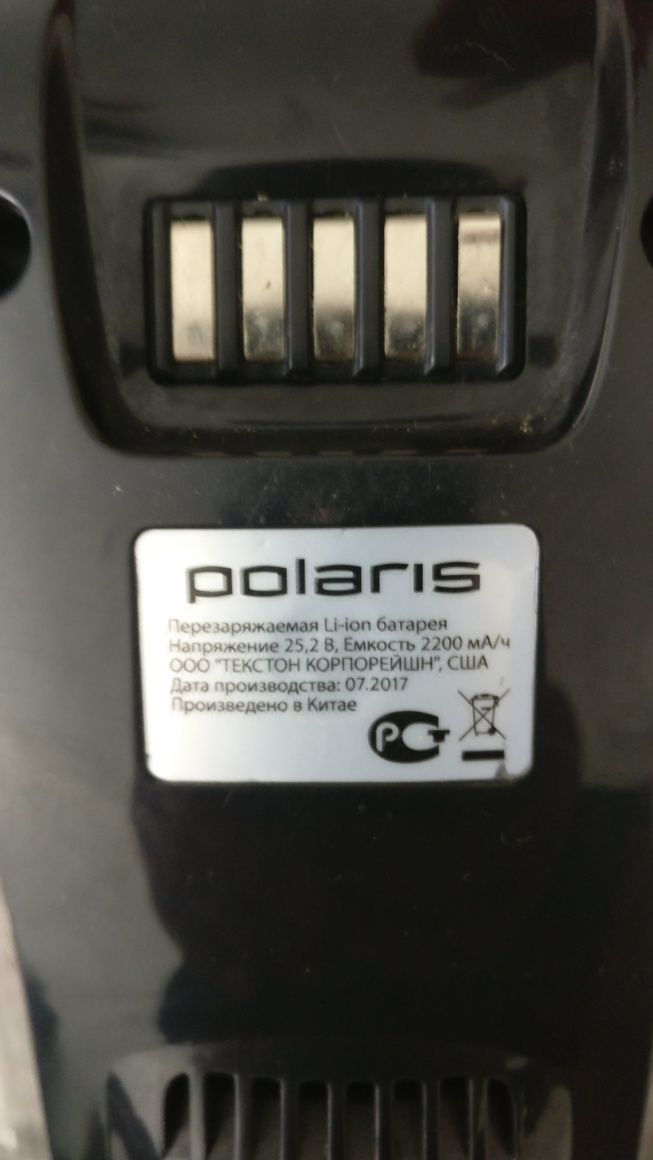 polaris
Перезаряжаемая Li-ion батарея
Напряжение 25,2 В, Емкость 2200 мА/ч
ООО "ТЕКСТОН КОРПОРЕЙШН", США
Дата производства: 07.2017
Произведено в Китае
РСТ